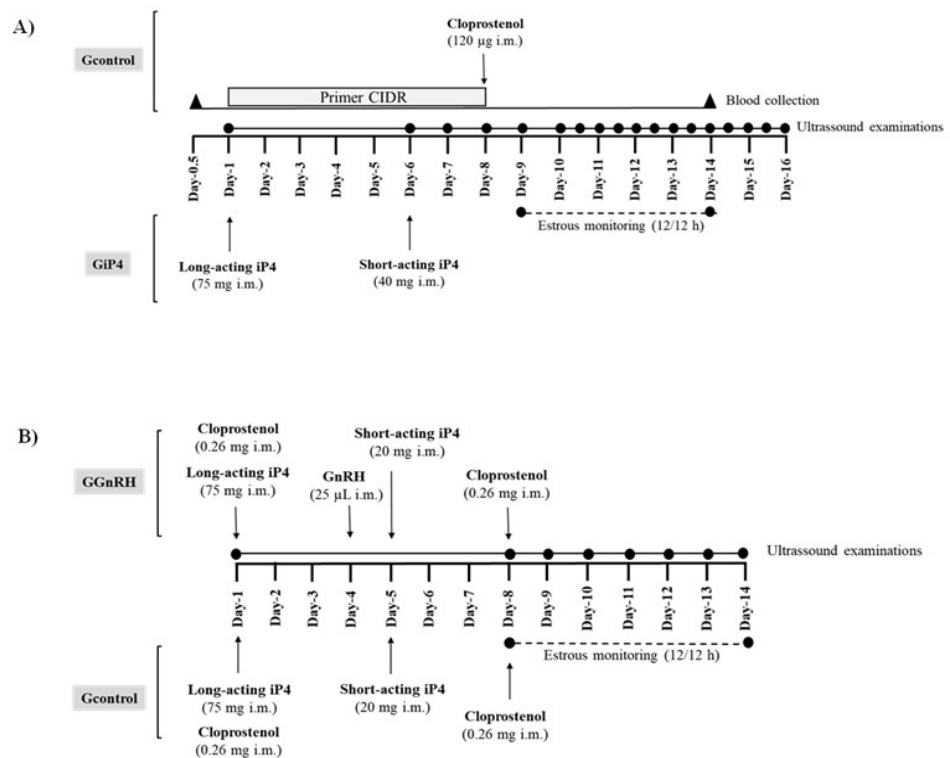 A)
Gcontrol
Cloprostenol
(120 µg i.m.)
Primer CIDR
Blood collection
Ultrassound examinations
Day-0.5
Day-1
Day-2
Day-3
Day-4
Day-5
Day-6
Day-7
Day-8
Day-9
Day-10
Day-11
Day-12
Day-13
Day-14
Day-15
Day-16
Estrous monitoring (12/12 h)
GiP4
Long-acting iP4
(75 mg i.m.)
Short-acting iP4
(40 mg i.m.)
B)
GGnRH
Cloprostenol
(0.26 mg i.m.)
Long-acting iP4
(75 mg i.m.)
GnRH
(25 µL i.m.)
Short-acting iP4
(20 mg i.m.)
Cloprostenol
(0.26 mg i.m.)
Ultrassound examinations
Day-1
Day-2
Day-3
Day-4
Day-5
Day-6
Day-7
Day-8
Day-9
Day-10
Day-11
Day-12
Day-13
Day-14
Estrous monitoring (12/12 h)
Gcontrol
Long-acting iP4
(75 mg i.m.)
Cloprostenol
(0.26 mg i.m.)
Short-acting iP4
(20 mg i.m.)
Cloprostenol
(0.26 mg i.m.)